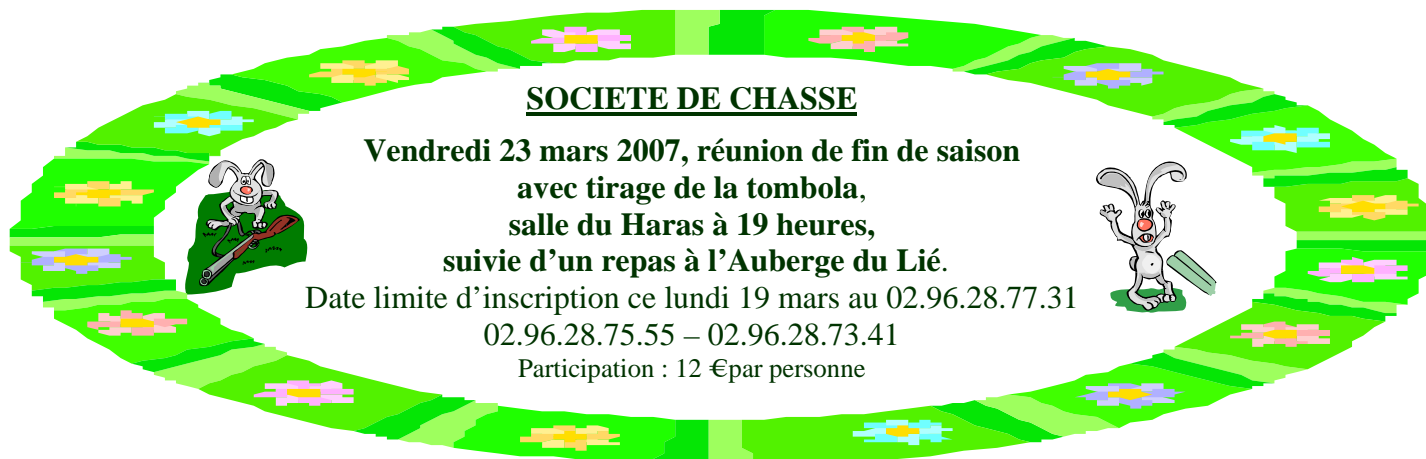 SOCIETE DE CHASSE
Vendredi 23 mars 2007, réunion de fin de saison
avec tirage de la tombola,
salle du Haras à 19 heures,
suivie d’un repas à l’Auberge du Lié.
Date limite d’inscription ce lundi 19 mars au 02.96.28.77.31
02.96.28.75.55 – 02.96.28.73.41
Participation : 12 €par personne